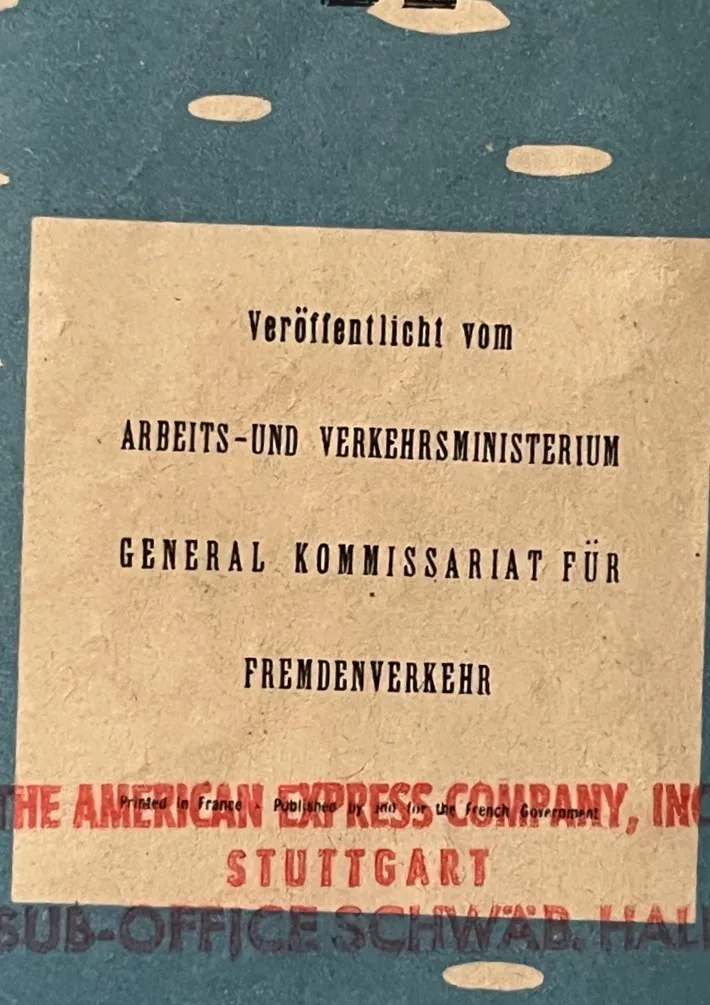 Veröffentlicht vom
ARBEITS-UND VERKEHRSMINISTERIUM
GENERAL KOMMISSARIAT FÜR
FREMDENVERKEHR
Printed in France - Published by and for the French Government
THE AMERICAN EXPRESS COMPANY, INC
STUTTGART
SUB-OFFICE SCHWÄB. HALL